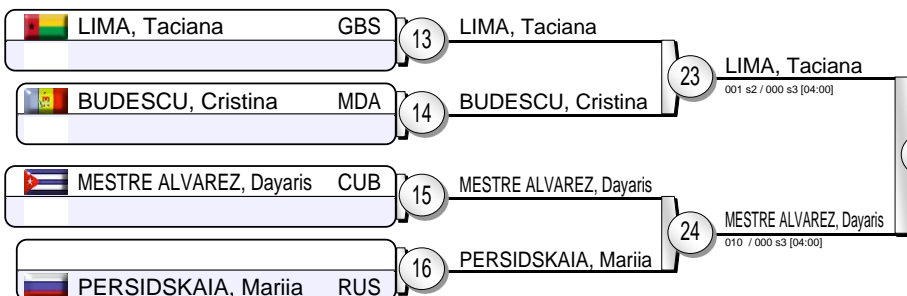 LIMA, Taciana GBS
13
LIMA, Taciana
BUDESCU, Cristina MDA
14
BUDESCU, Cristina
23
LIMA, Taciana
001 s2 / 000 s3 [04:00]
MESTRE ALVAREZ, Dayaris CUB
15
MESTRE ALVAREZ, Dayaris
PERSIDSKAIA, Mariia RUS
16
PERSIDSKAIA, Mariia
24
MESTRE ALVAREZ, Dayaris
010 / 000 s3 [04:00]